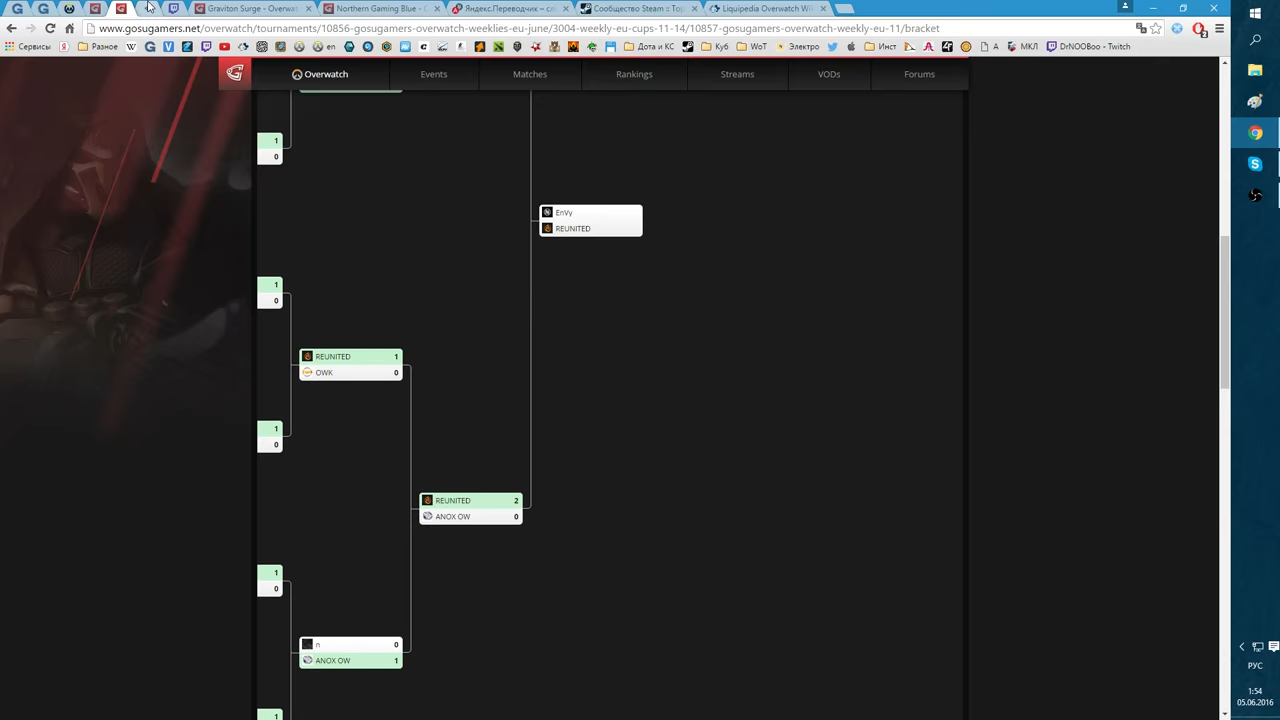 Graviton Surge - Overwat
Northern Gaming Blue - C
Яндекс.Переводчик – сл
Сообщество Steam :: Тор
Liquipedia Overwatch Wi
www.gosugamers.net/overwatch/tournaments/10856-gosugamers-overwatch-weeklies-eu-june/3004-weekly-eu-cups-11-14/10857-gosugamers-overwatch-weekly-eu-11/bracket
Сервисы Разное en Дота и КС Куб WoT Электро Инст А МКЛ DrNOOBoo - Twitch
Overwatch Events Matches Rankings Streams VODs Forums
1
0
EnVy
REUNITED
1
0
REUNITED 1
OWK 0
1
0
REUNITED 2
ANOX OW 0
1
0
n 0
ANOX OW 1
1
РУС
1:54
05.06.2016